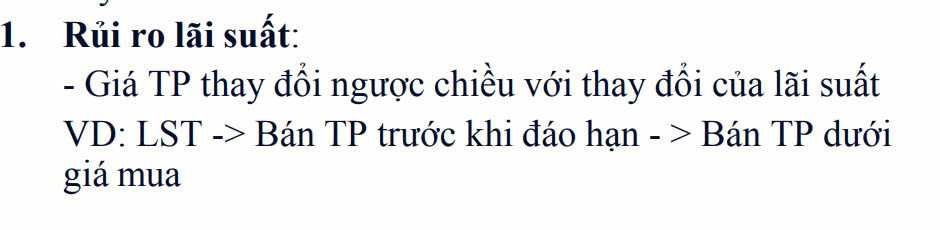 1. Rủi ro lãi suất:
- Giá TP thay đổi ngược chiều với thay đổi của lãi suất
VD: LST -> Bán TP trước khi đáo hạn - > Bán TP dưới
giá mua